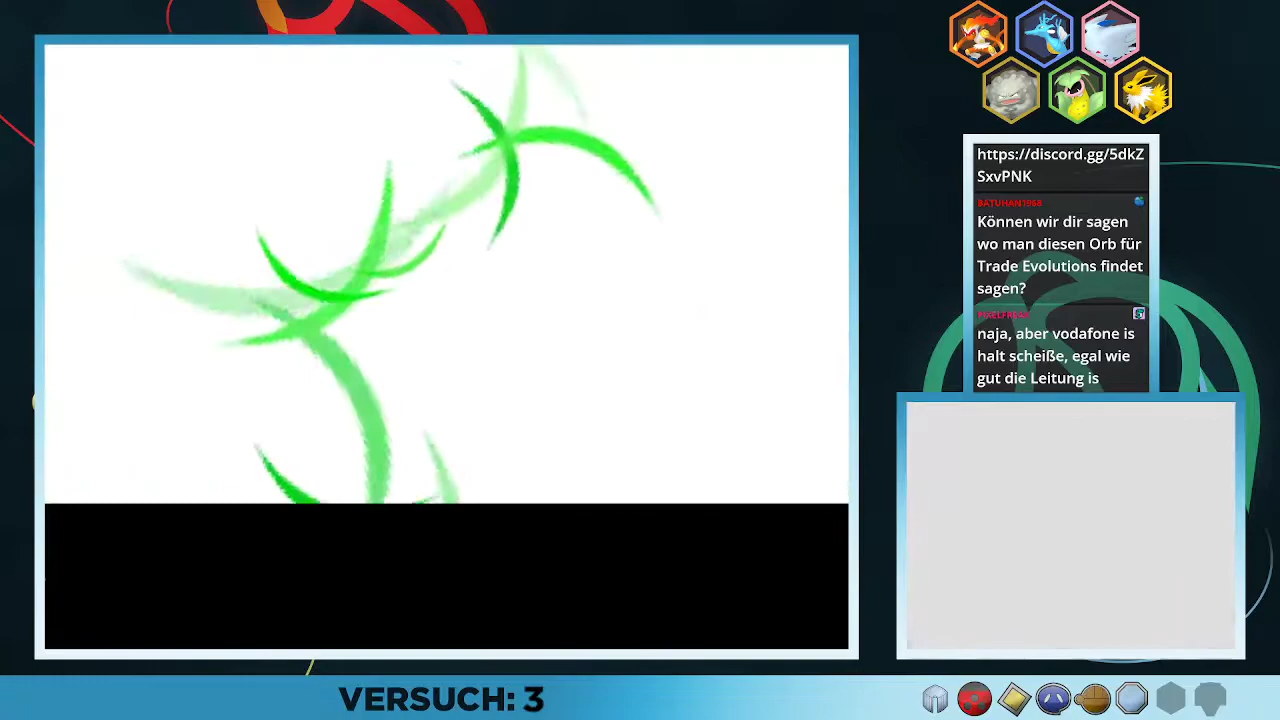 https://discord.gg/5dkZ
SxvPNK
BATUHAN1968
Können wir dir sagen
wo man diesen Orb für
Trade Evolutions findet
sagen?
naja, aber vodafone is
halt scheiße, egal wie
gut die Leitung is
VERSUCH: 3